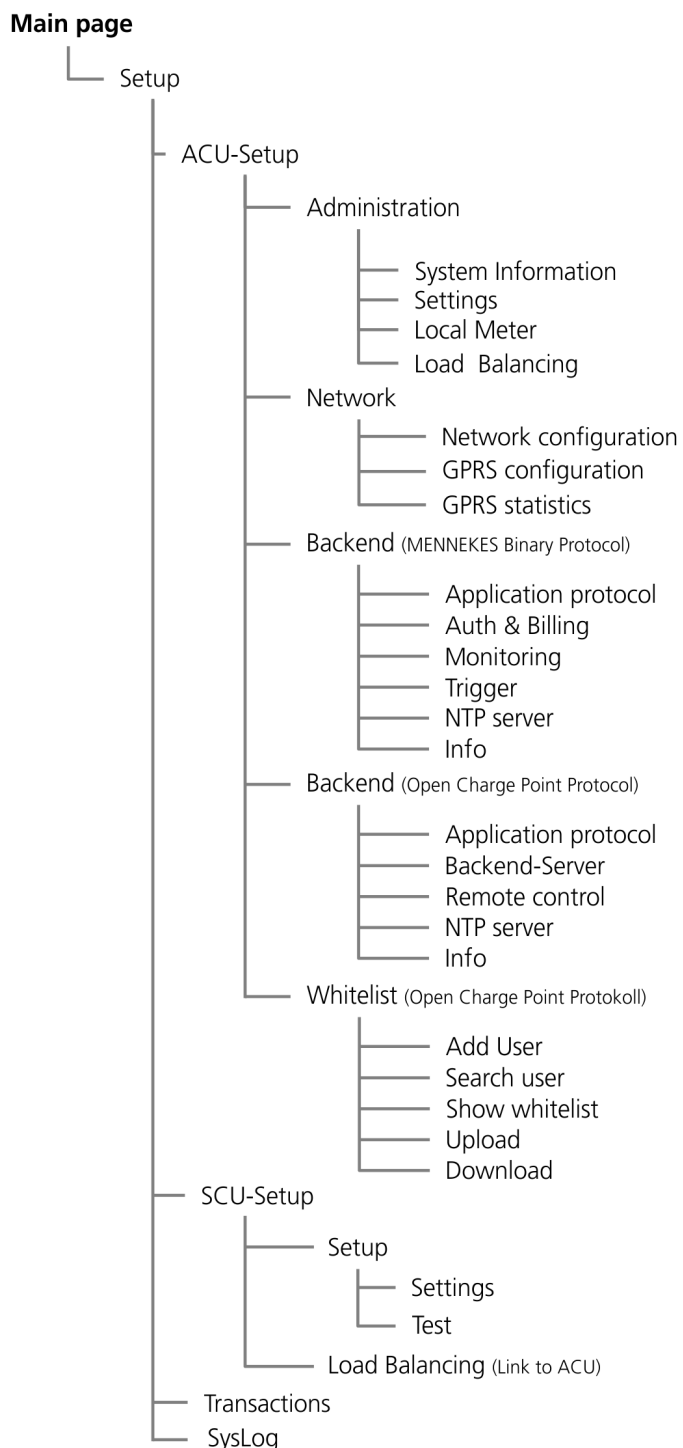 Main page
Setup
ACU-Setup
Administration
System Information
Settings
Local Meter
Load Balancing
Network
Network configuration
GPRS configuration
GPRS statistics
Backend (MENNEKES Binary Protocol)
Application protocol
Auth & Billing
Monitoring
Trigger
NTP server
Info
Backend (Open Charge Point Protocol)
Application protocol
Backend-Server
Remote control
NTP server
Info
Whitelist (Open Charge Point Protokoll)
Add User
Search user
Show whitelist
Upload
Download
SCU-Setup
Setup
Settings
Test
Load Balancing (Link to ACU)
Transactions
SysLog